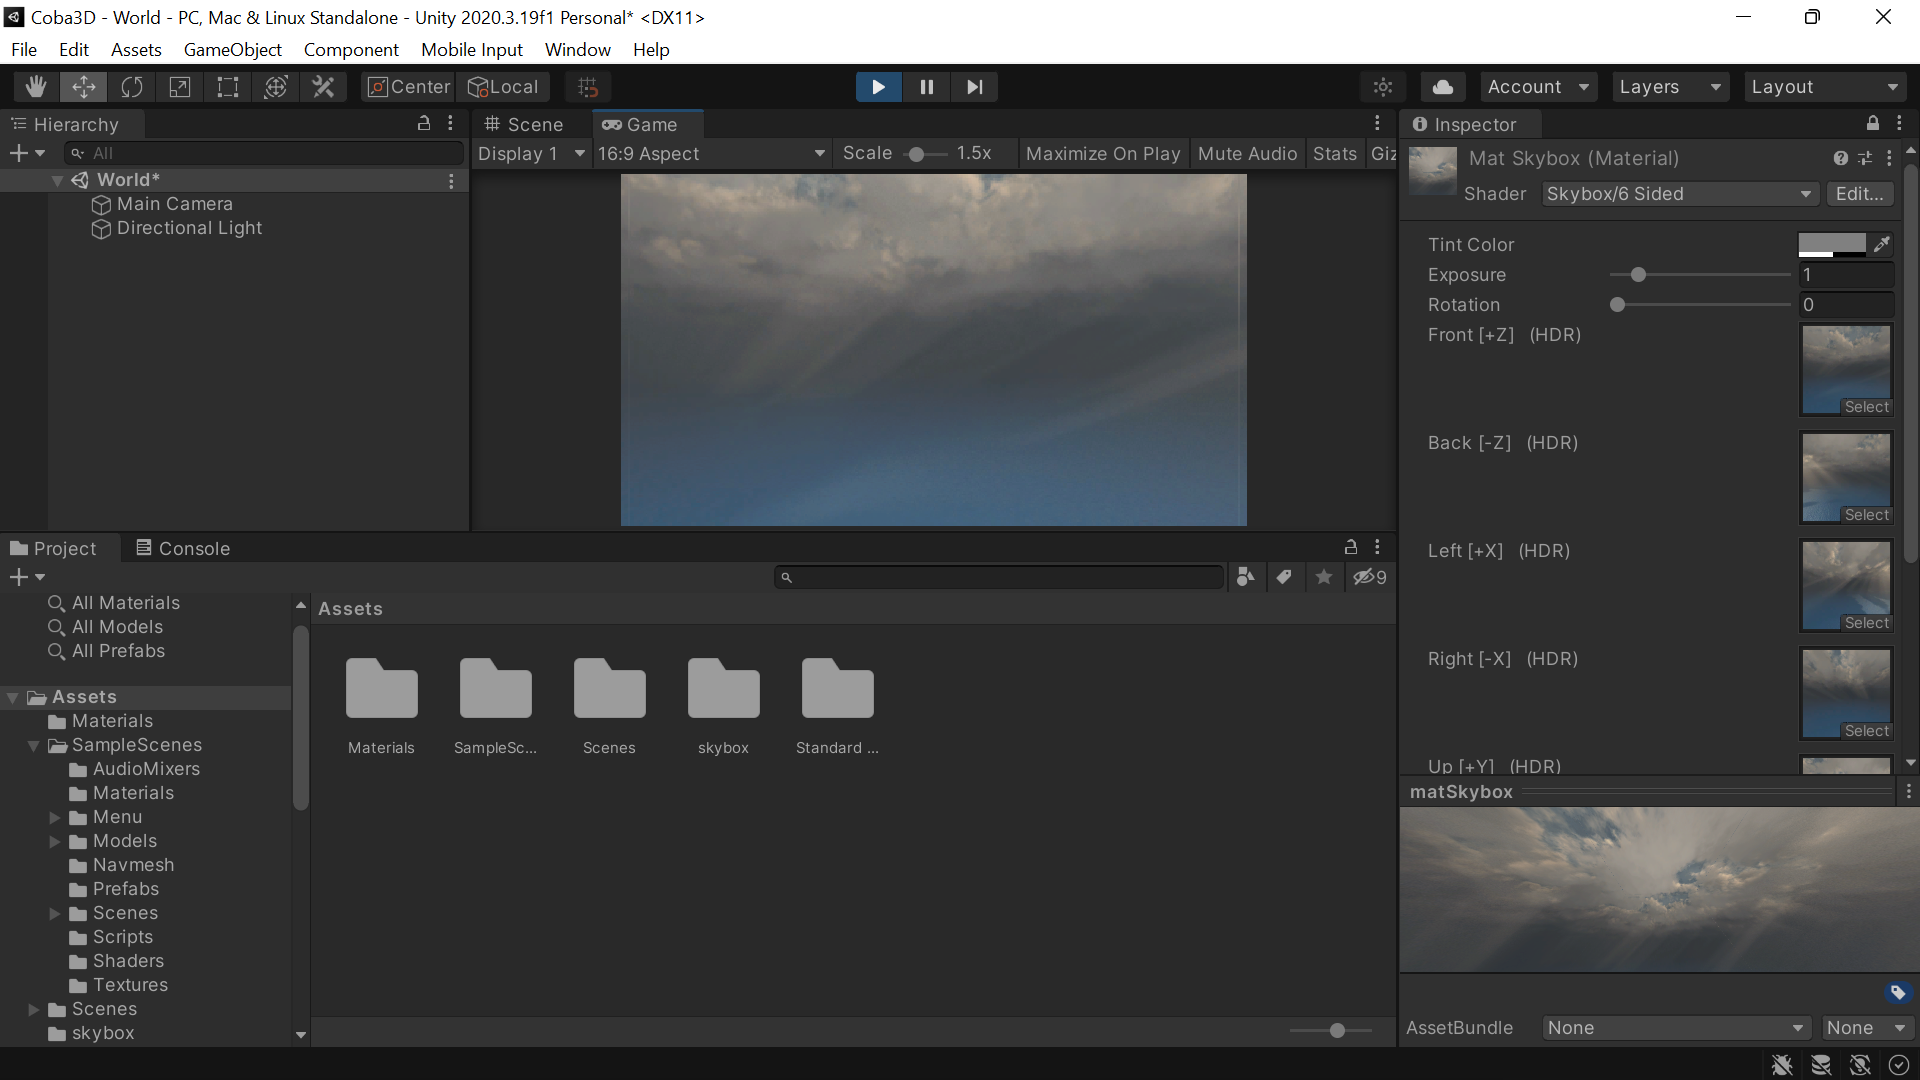 Coba3D - World - PC, Mac & Linux Standalone - Unity 2020.3.19f1 Personal* <DX11>
File Edit Assets GameObject Component Mobile Input Window Help
Center Local Account Layers Layout
Hierarchy
All
World*
Main Camera
Directional Light
Scene Game
Display 1 16:9 Aspect Scale 1.5x Maximize On Play Mute Audio Stats Giz
Inspector
Mat Skybox (Material)
Shader Skybox/6 Sided Edit...
Tint Color
Exposure 1
Rotation 0
Front [+Z] (HDR)
Select
Back [-Z] (HDR)
Select
Left [+X] (HDR)
Select
Right [-X] (HDR)
Select
Up [+Y] (HDR)
Project Console
9
All Materials
All Models
All Prefabs
Assets
Materials
SampleScenes
AudioMixers
Materials
Menu
Models
Navmesh
Prefabs
Scenes
Scripts
Shaders
Textures
Scenes
skybox
Assets
Materials SampleSc... Scenes skybox Standard ...
matSkybox
AssetBundle None None